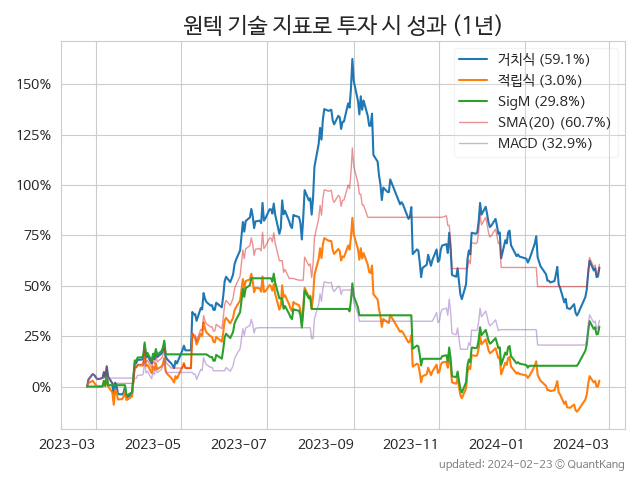 원텍 기술 지표로 투자 시 성과 (1년)
거치식 (59.1%)
적립식 (3.0%)
SigM (29.8%)
SMA(20) (60.7%)
MACD (32.9%)
150%
125%
100%
75%
50%
25%
0%
2023-03 2023-05 2023-07 2023-09 2023-11 2024-01 2024-03
updated: 2024-02-23 ⓒ QuantKang